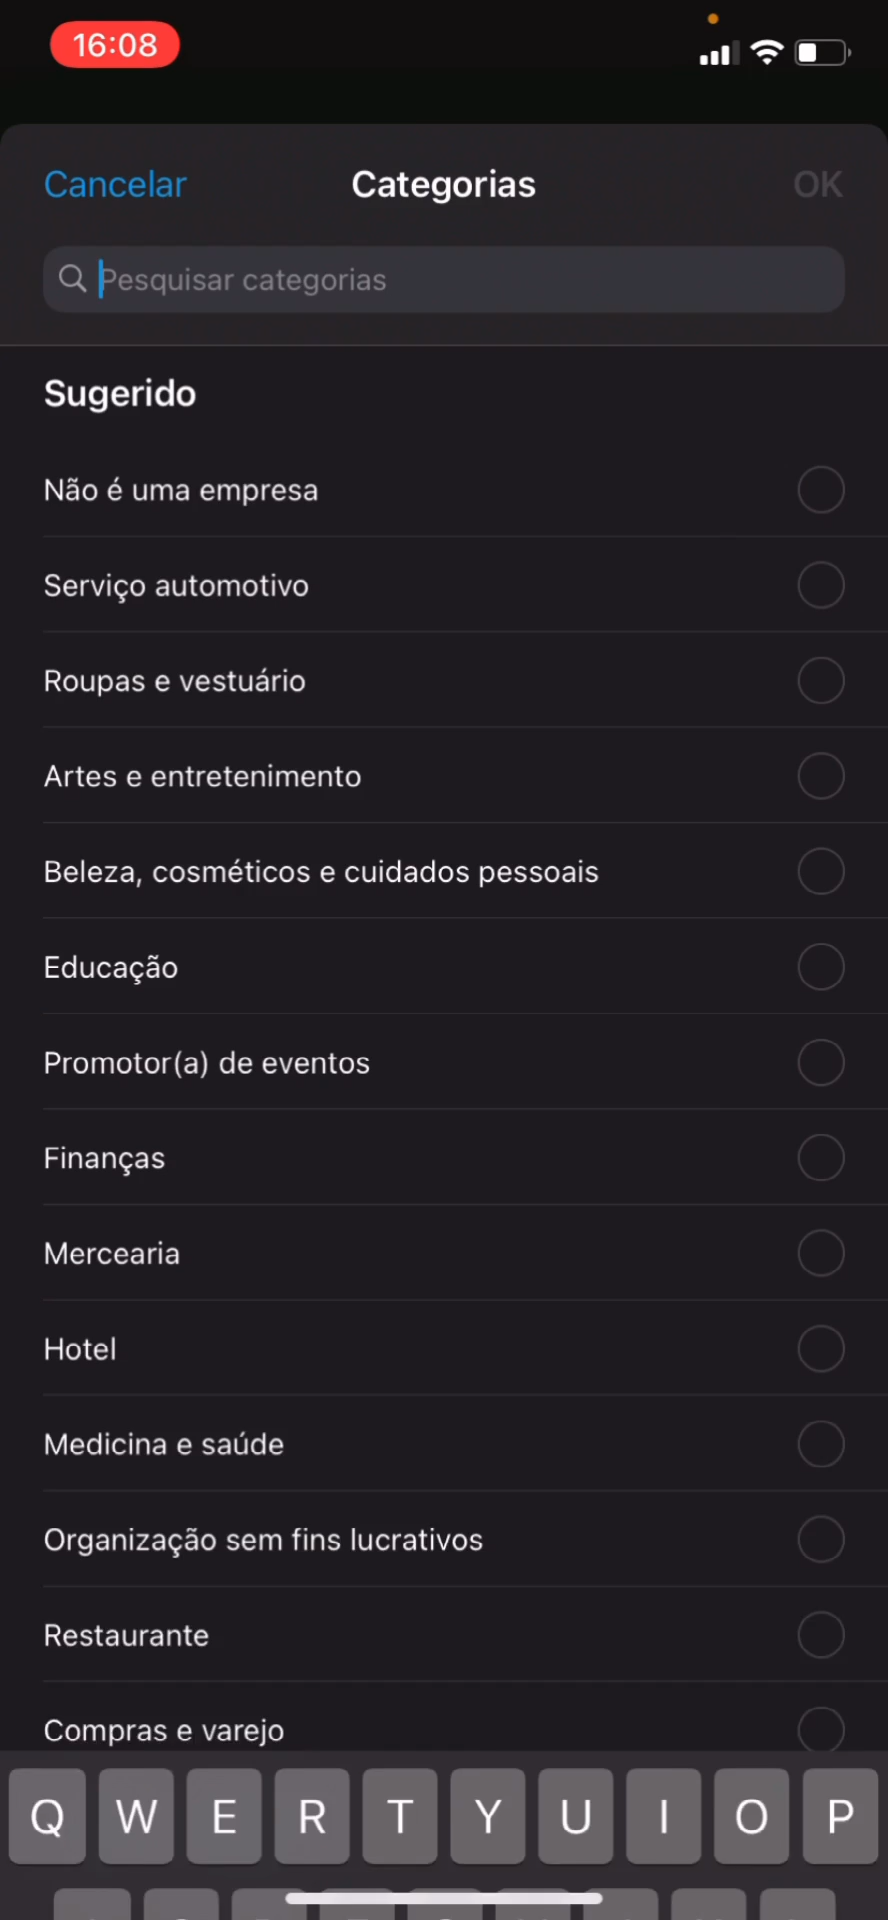 16:08
Cancelar Categorias OK
Pesquisar categorias
Sugerido
Não é uma empresa
Serviço automotivo
Roupas e vestuário
Artes e entretenimento
Beleza, cosméticos e cuidados pessoais
Educação
Promotor(a) de eventos
Finanças
Mercearia
Hotel
Medicina e saúde
Organização sem fins lucrativos
Restaurante
Compras e varejo
Q W E R T Y U I O P